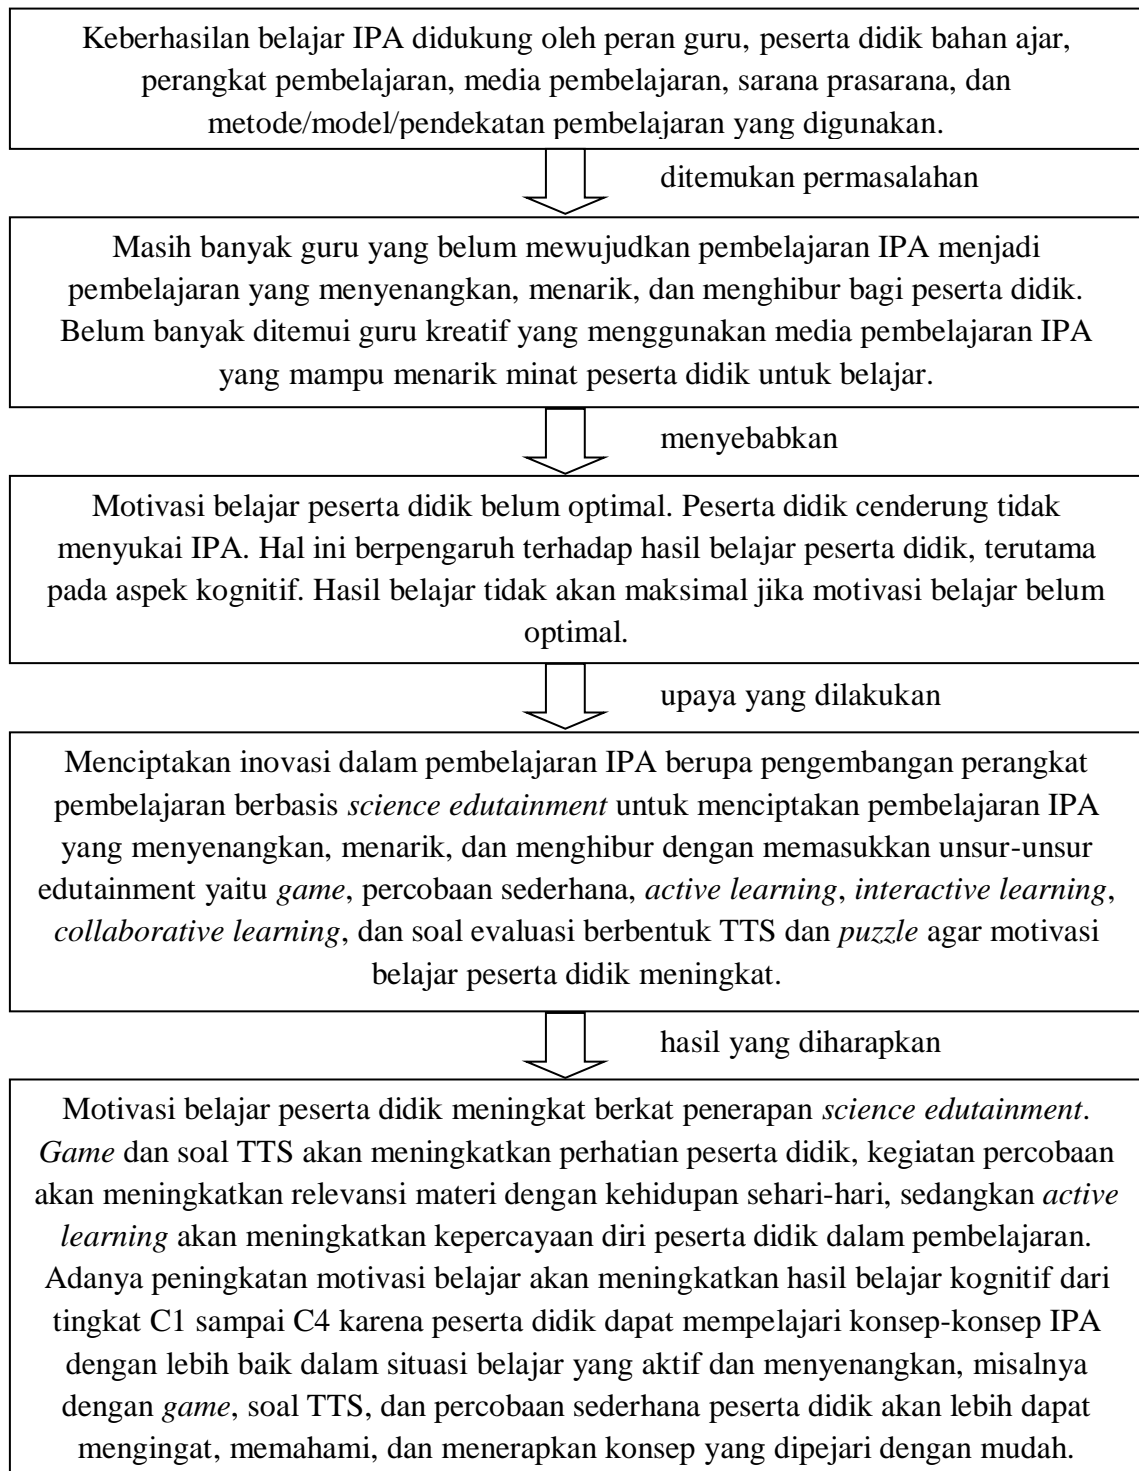 Keberhasilan belajar IPA didukung oleh peran guru, peserta didik bahan ajar,
perangkat pembelajaran, media pembelajaran, sarana prasarana, dan
metode/model/pendekatan pembelajaran yang digunakan.
ditemukan permasalahan
Masih banyak guru yang belum mewujudkan pembelajaran IPA menjadi
pembelajaran yang menyenangkan, menarik, dan menghibur bagi peserta didik.
Belum banyak ditemui guru kreatif yang menggunakan media pembelajaran IPA
yang mampu menarik minat peserta didik untuk belajar.
menyebabkan
Motivasi belajar peserta didik belum optimal. Peserta didik cenderung tidak
menyukai IPA. Hal ini berpengaruh terhadap hasil belajar peserta didik, terutama
pada aspek kognitif. Hasil belajar tidak akan maksimal jika motivasi belajar belum
optimal.
upaya yang dilakukan
Menciptakan inovasi dalam pembelajaran IPA berupa pengembangan perangkat
pembelajaran berbasis science edutainment untuk menciptakan pembelajaran IPA
yang menyenangkan, menarik, dan menghibur dengan memasukkan unsur-unsur
edutainment yaitu game, percobaan sederhana, active learning, interactive learning,
collaborative learning, dan soal evaluasi berbentuk TTS dan puzzle agar motivasi
belajar peserta didik meningkat.
hasil yang diharapkan
Motivasi belajar peserta didik meningkat berkat penerapan science edutainment.
Game dan soal TTS akan meningkatkan perhatian peserta didik, kegiatan percobaan
akan meningkatkan relevansi materi dengan kehidupan sehari-hari, sedangkan active
learning akan meningkatkan kepercayaan diri peserta didik dalam pembelajaran.
Adanya peningkatan motivasi belajar akan meningkatkan hasil belajar kognitif dari
tingkat C1 sampai C4 karena peserta didik dapat mempelajari konsep-konsep IPA
dengan lebih baik dalam situasi belajar yang aktif dan menyenangkan, misalnya
dengan game, soal TTS, dan percobaan sederhana peserta didik akan lebih dapat
mengingat, memahami, dan menerapkan konsep yang dipejari dengan mudah.